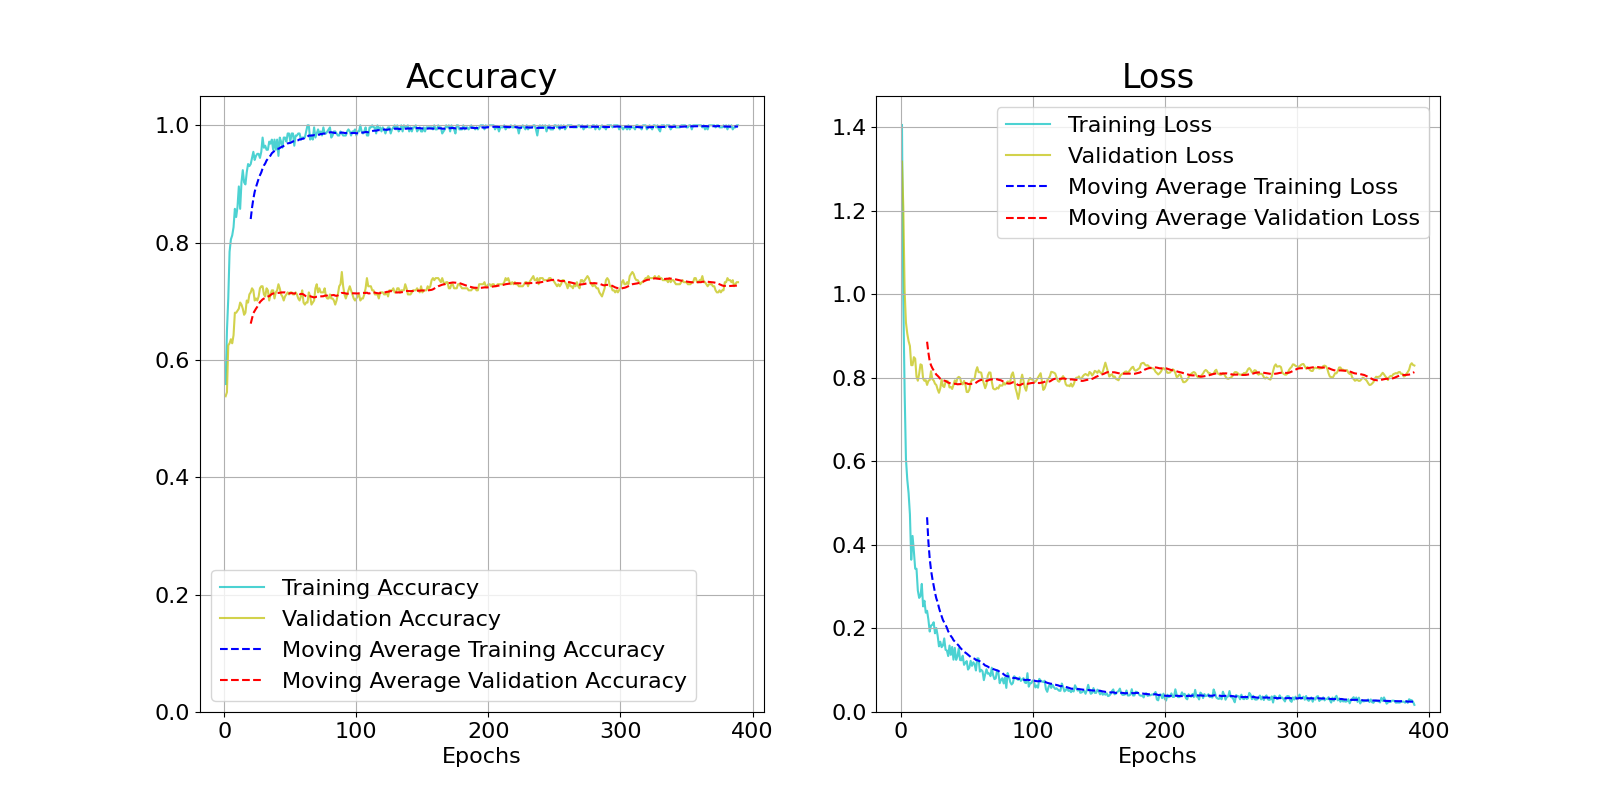 Accuracy
1.0
0.8
0.6
0.4
0.2
0.0
Training Accuracy
Validation Accuracy
Moving Average Training Accuracy
Moving Average Validation Accuracy
0 100 200 300 400
Epochs
Loss
1.4
1.2
1.0
0.8
0.6
0.4
0.2
0.0
Training Loss
Validation Loss
Moving Average Training Loss
Moving Average Validation Loss
0 100 200 300 400
Epochs